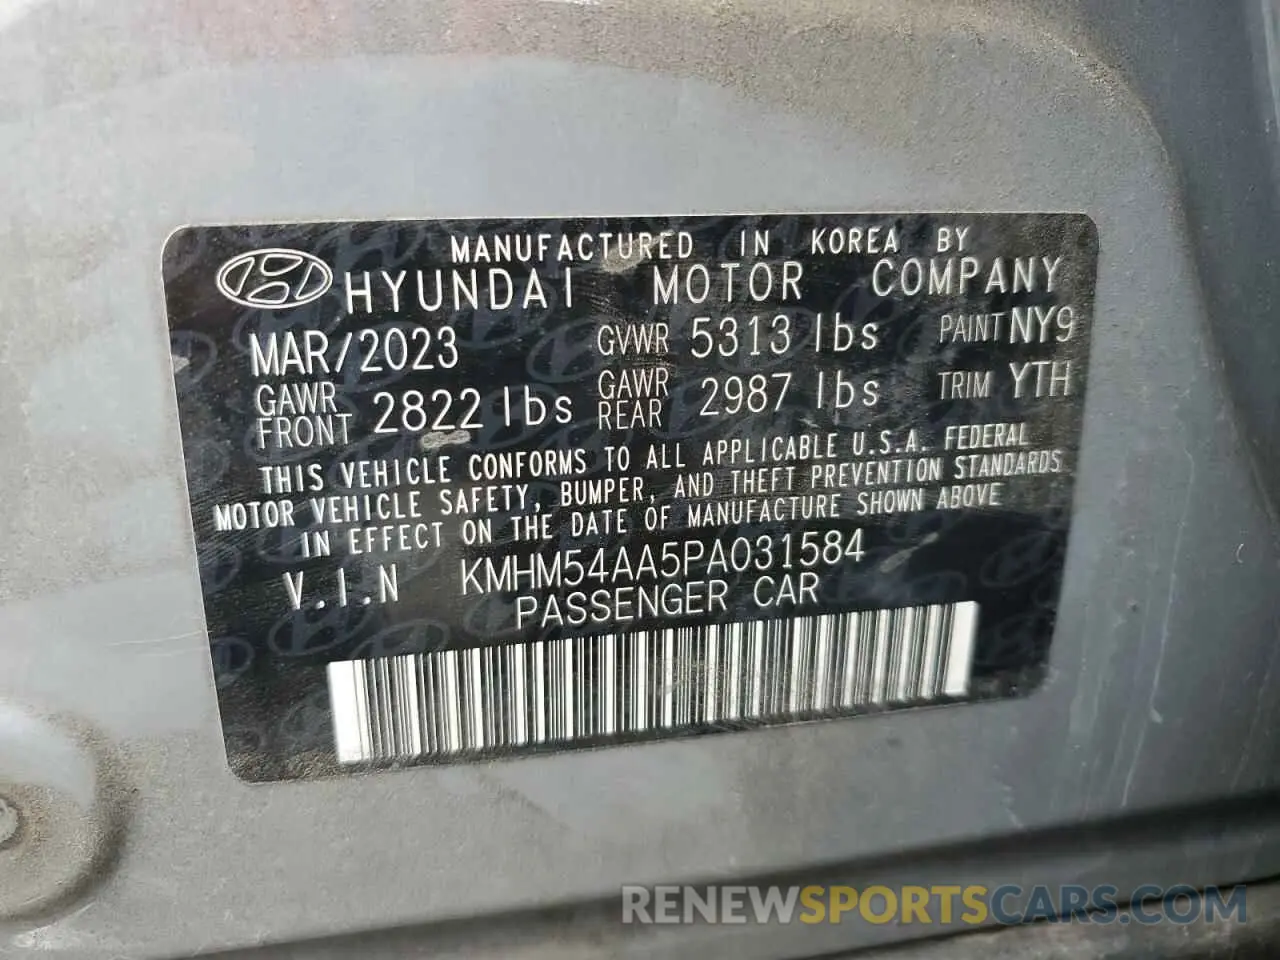 MANUFACTURED IN KOREA BY
HYUNDAI MOTOR COMPANY
MAR/2023 GVWR 5313 lbs PAINT NY9
GAWR FRONT 2822 lbs GAWR REAR 2987 lbs TRIM YTH
THIS VEHICLE CONFORMS TO ALL APPLICABLE U.S.A. FEDERAL
MOTOR VEHICLE SAFETY, BUMPER, AND THEFT PREVENTION STANDARDS
IN EFFECT ON THE DATE OF MANUFACTURE SHOWN ABOVE
V.I.N KMHM54AA5PA031584
PASSENGER CAR
RENEWSPORTSCARS.COM